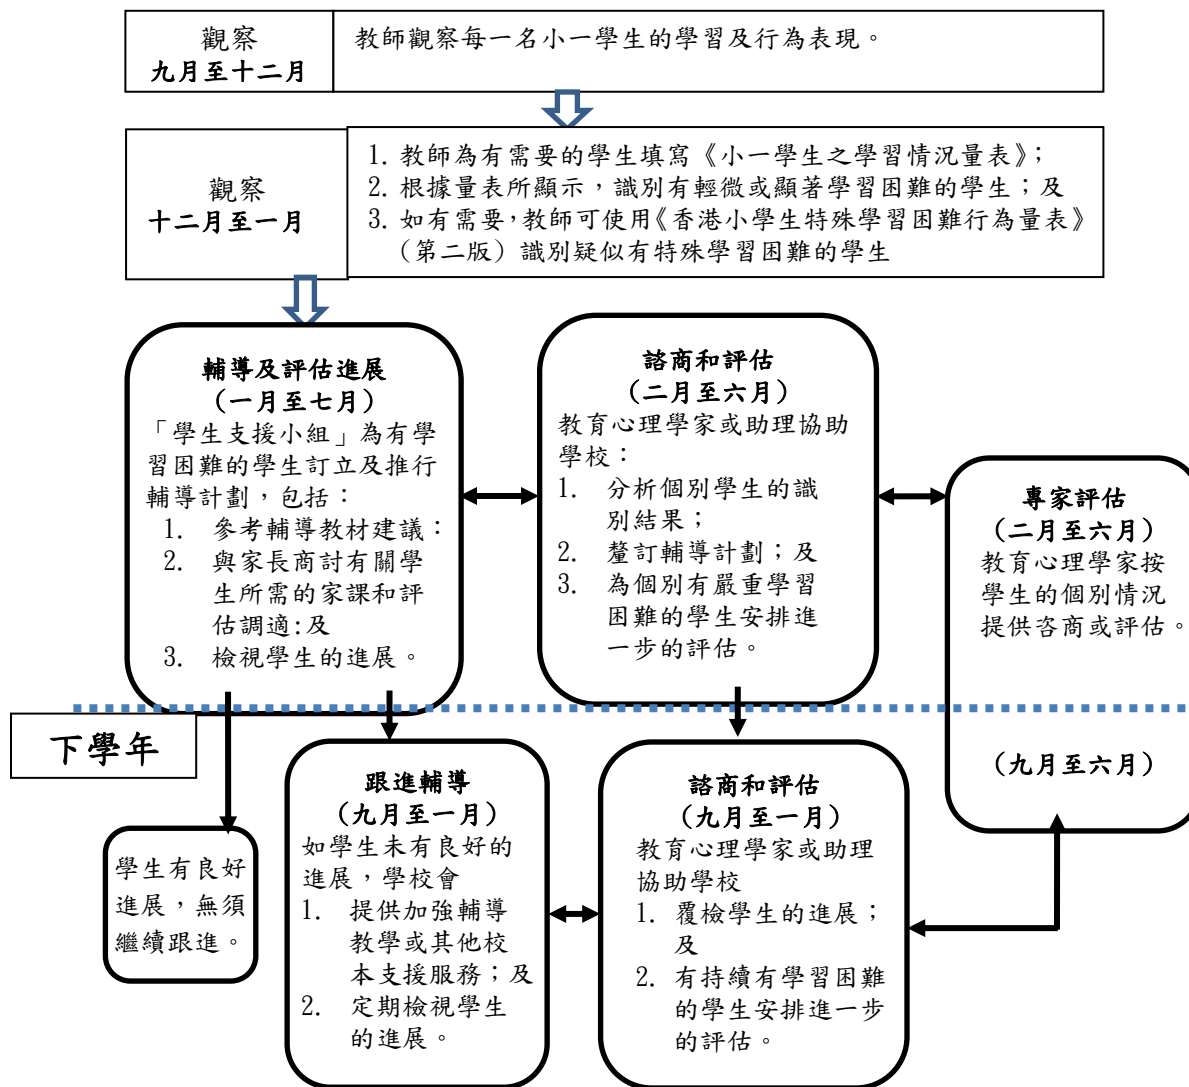 觀察
九月至十二月
教師觀察每一名小一學生的學習及行為表現。
觀察
十二月至一月
1. 教師為有需要的學生填寫《小一學生之學習情況量表》;
2. 根據量表所顯示，識別有輕微或顯著學習困難的學生；及
3. 如有需要，教師可使用《香港小學生特殊學習困難行為量表》
（第二版）識別疑似有特殊學習困難的學生
輔導及評估進展
（一月至七月）
「學生支援小組」為有學
習困難的學生訂立及推行
輔導計劃，包括：
1. 參考輔導教材建議：
2. 與家長商討有關學
生所需的家課和評
估調適:及
3. 檢視學生的進展。
諮商和評估
（二月至六月）
教育心理學家或助理協助
學校：
1. 分析個別學生的識
別結果；
2. 釐訂輔導計劃；及
3. 為個別有嚴重學習
困難的學生安排進
一步的評估。
專家評估
（二月至六月）
教育心理學家按
學生的個別情況
提供咨商或評估。
（九月至六月）
下學年
學生有良好
進展，無須
繼續跟進。
跟進輔導
（九月至一月）
如學生未有良好的
進展，學校會
1. 提供加強輔導
教學或其他校
本支援服務；及
2. 定期檢視學生
的進展。
諮商和評估
（九月至一月）
教育心理學家或助理
協助學校
1. 覆檢學生的進展；
及
2. 有持續有學習困難
的學生安排進一步
的評估。